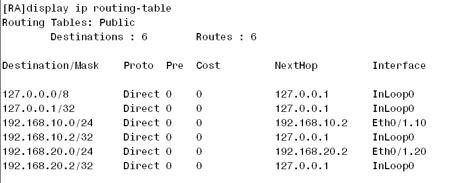 [RA]display ip routing-table
Routing Tables: Public
Destinations : 6 Routes : 6
Destination/Mask Proto Pre Cost NextHop Interface
127.0.0.0/8 Direct 0 0 127.0.0.1 InLoop0
127.0.0.1/32 Direct 0 0 127.0.0.1 InLoop0
192.168.10.0/24 Direct 0 0 192.168.10.2 Eth0/1.10
192.168.10.2/32 Direct 0 0 127.0.0.1 InLoop0
192.168.20.0/24 Direct 0 0 192.168.20.2 Eth0/1.20
192.168.20.2/32 Direct 0 0 127.0.0.1 InLoop0